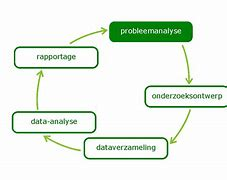 probleemanalyse
onderzoeksontwerp
dataverzameling
data-analyse
rapportage